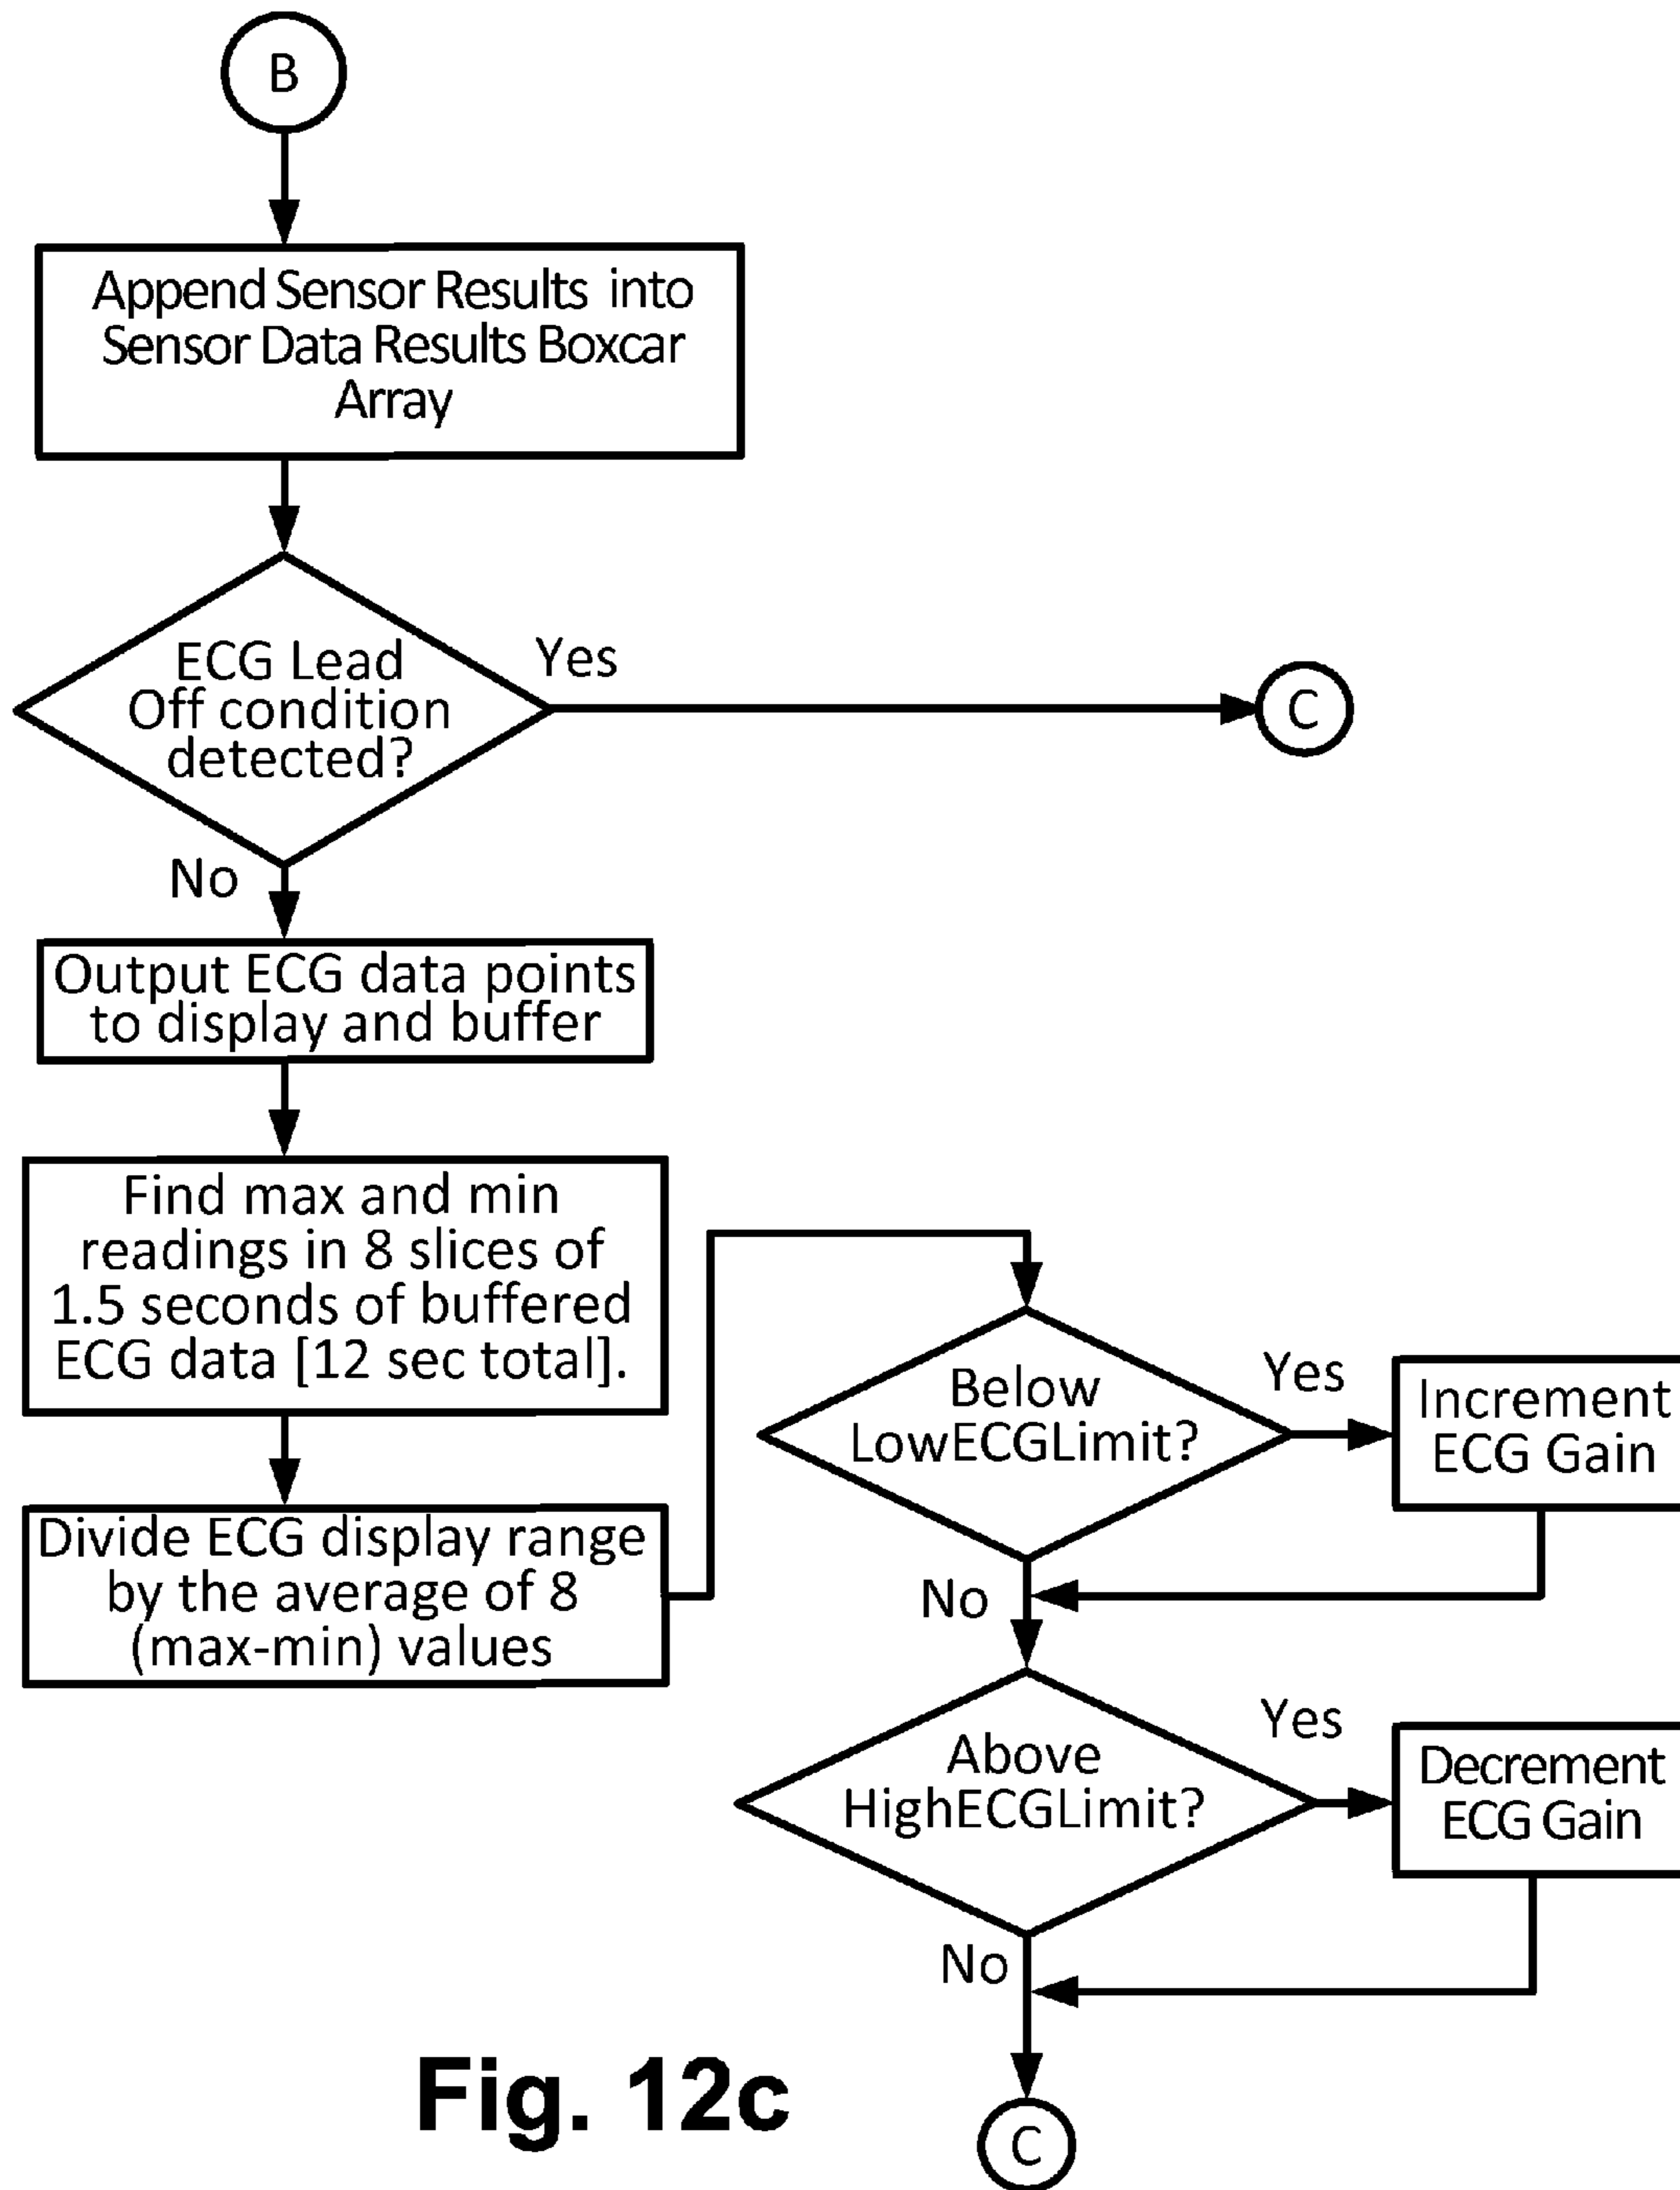 B
Append Sensor Results into
Sensor Data Results Boxcar
Array
ECG Lead
Off condition
detected?
Yes
C
No
Output ECG data points
to display and buffer
Find max and min
readings in 8 slices of
1.5 seconds of buffered
ECG data [12 sec total].
Divide ECG display range
by the average of 8
(max-min) values
Below
LowECGLimit?
Yes
Increment
ECG Gain
No
Above
HighECGLimit?
Yes
Decrement
ECG Gain
No
C
Fig. 12c